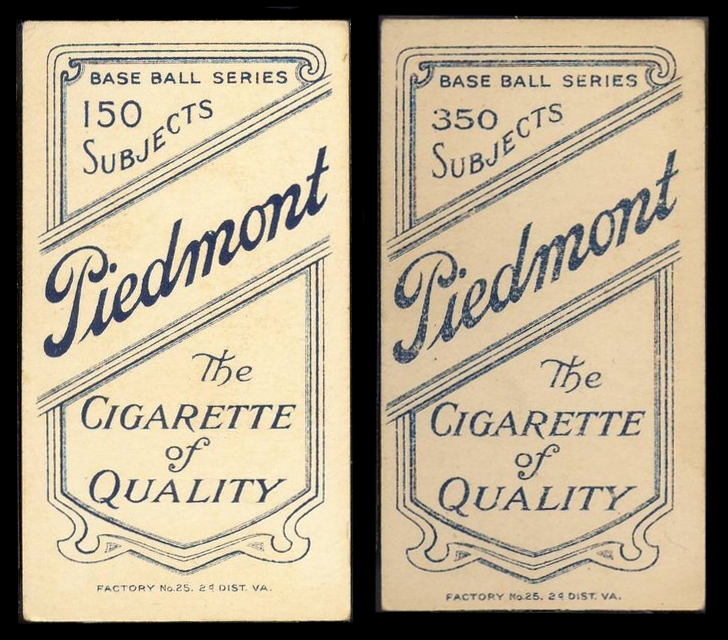 BASE BALL SERIES
150
SUBJECTS
Piedmont
The
CIGARETTE
of
QUALITY
FACTORY No. 25. 2d DIST. VA.
BASE BALL SERIES
350
SUBJECTS
Piedmont
The
CIGARETTE
of
QUALITY
FACTORY No. 25. 2d DIST. VA.